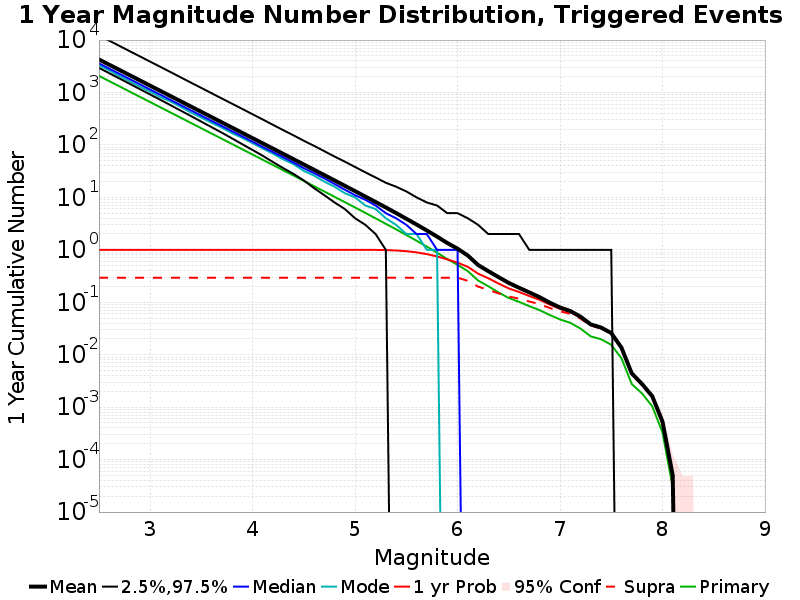 1 Year Magnitude Number Distribution, Triggered Events
1 Year Cumulative Number
10^4
10^3
10^2
10^1
10^0
10^-1
10^-2
10^-3
10^-4
10^-5
3 4 5 6 7 8 9
Magnitude
Mean 2.5%,97.5% Median Mode 1 yr Prob 95% Conf Supra Primary